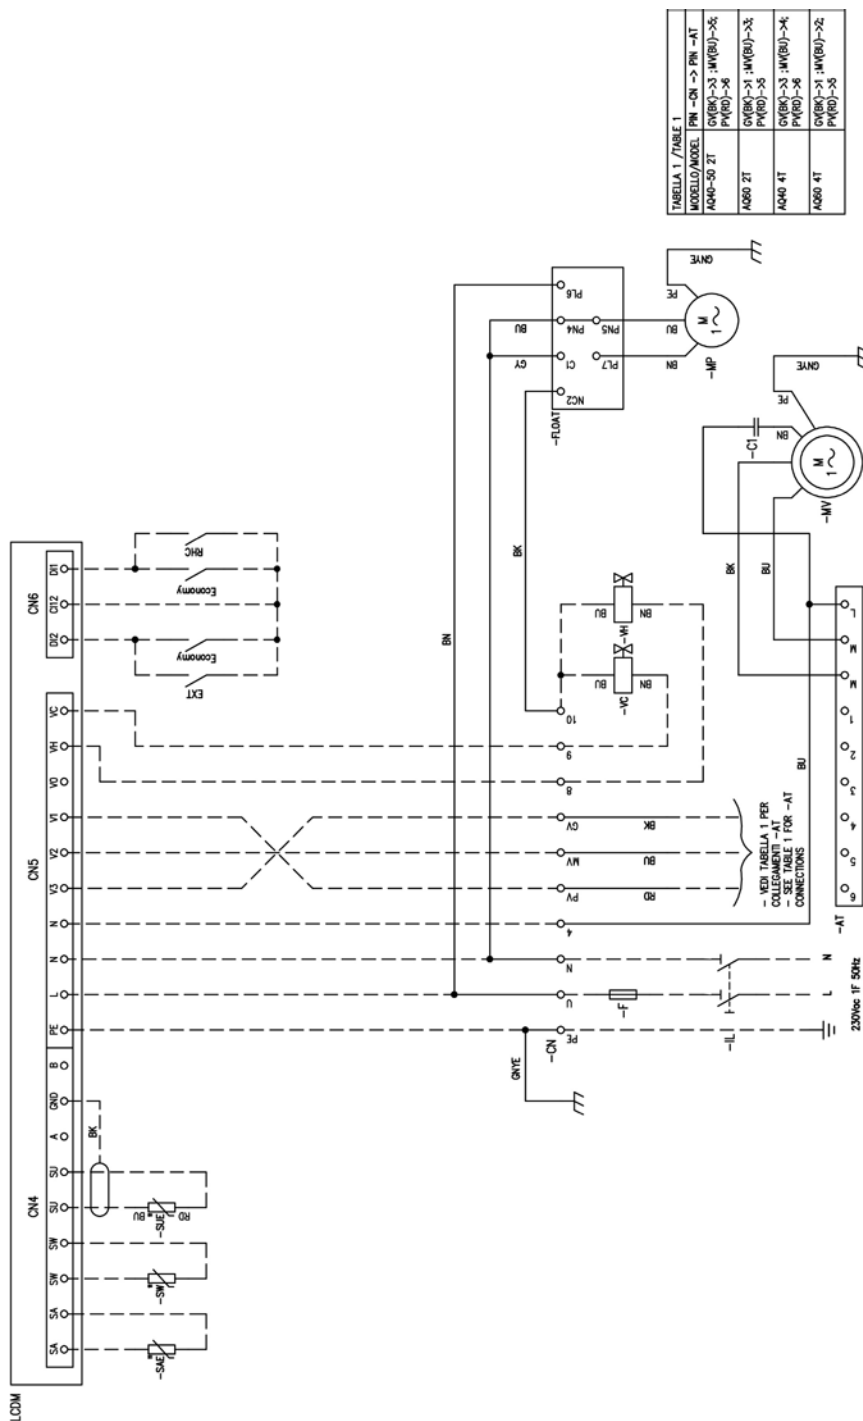 TABELLA 1 /TABLE 1
MODELLO/MODEL PIN -CN -> PIN -AT
AQ40-50 2T GV(BK)->3 ;MV(BU)->5;
PV(RD)->6
AQ60 2T GV(BK)->1 ;MV(BU)->3;
PV(RD)->5
AQ40 4T GV(BK)->3 ;MV(BU)->4;
PV(RD)->6
AQ60 4T GV(BK)->1 ;MV(BU)->2;
PV(RD)->5
LCDM
CN4
SA
SA
SW
SW
SU
SU
A
GND
B
CN5
PE
L
N
N
V3
V2
V1
V0
VH
VC
CN6
DI2
CI12
DI1
-SAE
-SW
-SUE
BU
RD
BK
EXT
Economy
Economy
RHC
GNYE
-CN
PE
U
N
4
PV
MV
GV
8
9
10
RD
BU
BK
- VEDI TABELLA 1 PER
COLLEGAMENTI -AT
- SEE TABLE 1 FOR -AT
CONNECTIONS
-F
-IL
L
N
230Vac 1F 50Hz
-VC
BU
BN
-VH
BU
BN
BN
BK
GY
BU
-FLOAT
NC2
C1
PN4
PL6
PL7
PN5
BN
BU
PE
GNYE
-MP
M
1
-MV
M
1
-C1
BN
PE
GNYE
BK
BU
BU
-AT
6
5
4
3
2
1
M
M
L